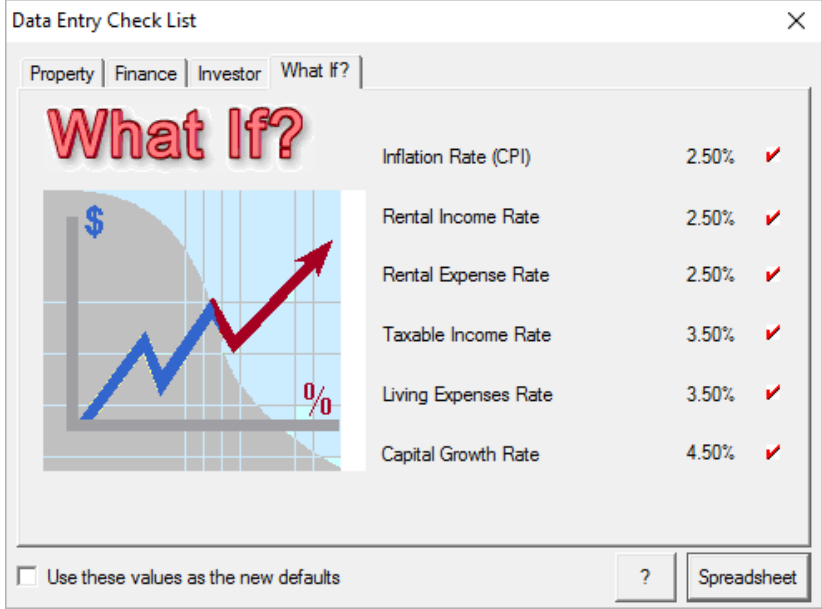 Data Entry Check List
Property Finance Investor What If?
What If?
Inflation Rate (CPI) 2.50%
$
Rental Income Rate 2.50%
Rental Expense Rate 2.50%
Taxable Income Rate 3.50%
%
Living Expenses Rate 3.50%
Capital Growth Rate 4.50%
Use these values as the new defaults
? Spreadsheet